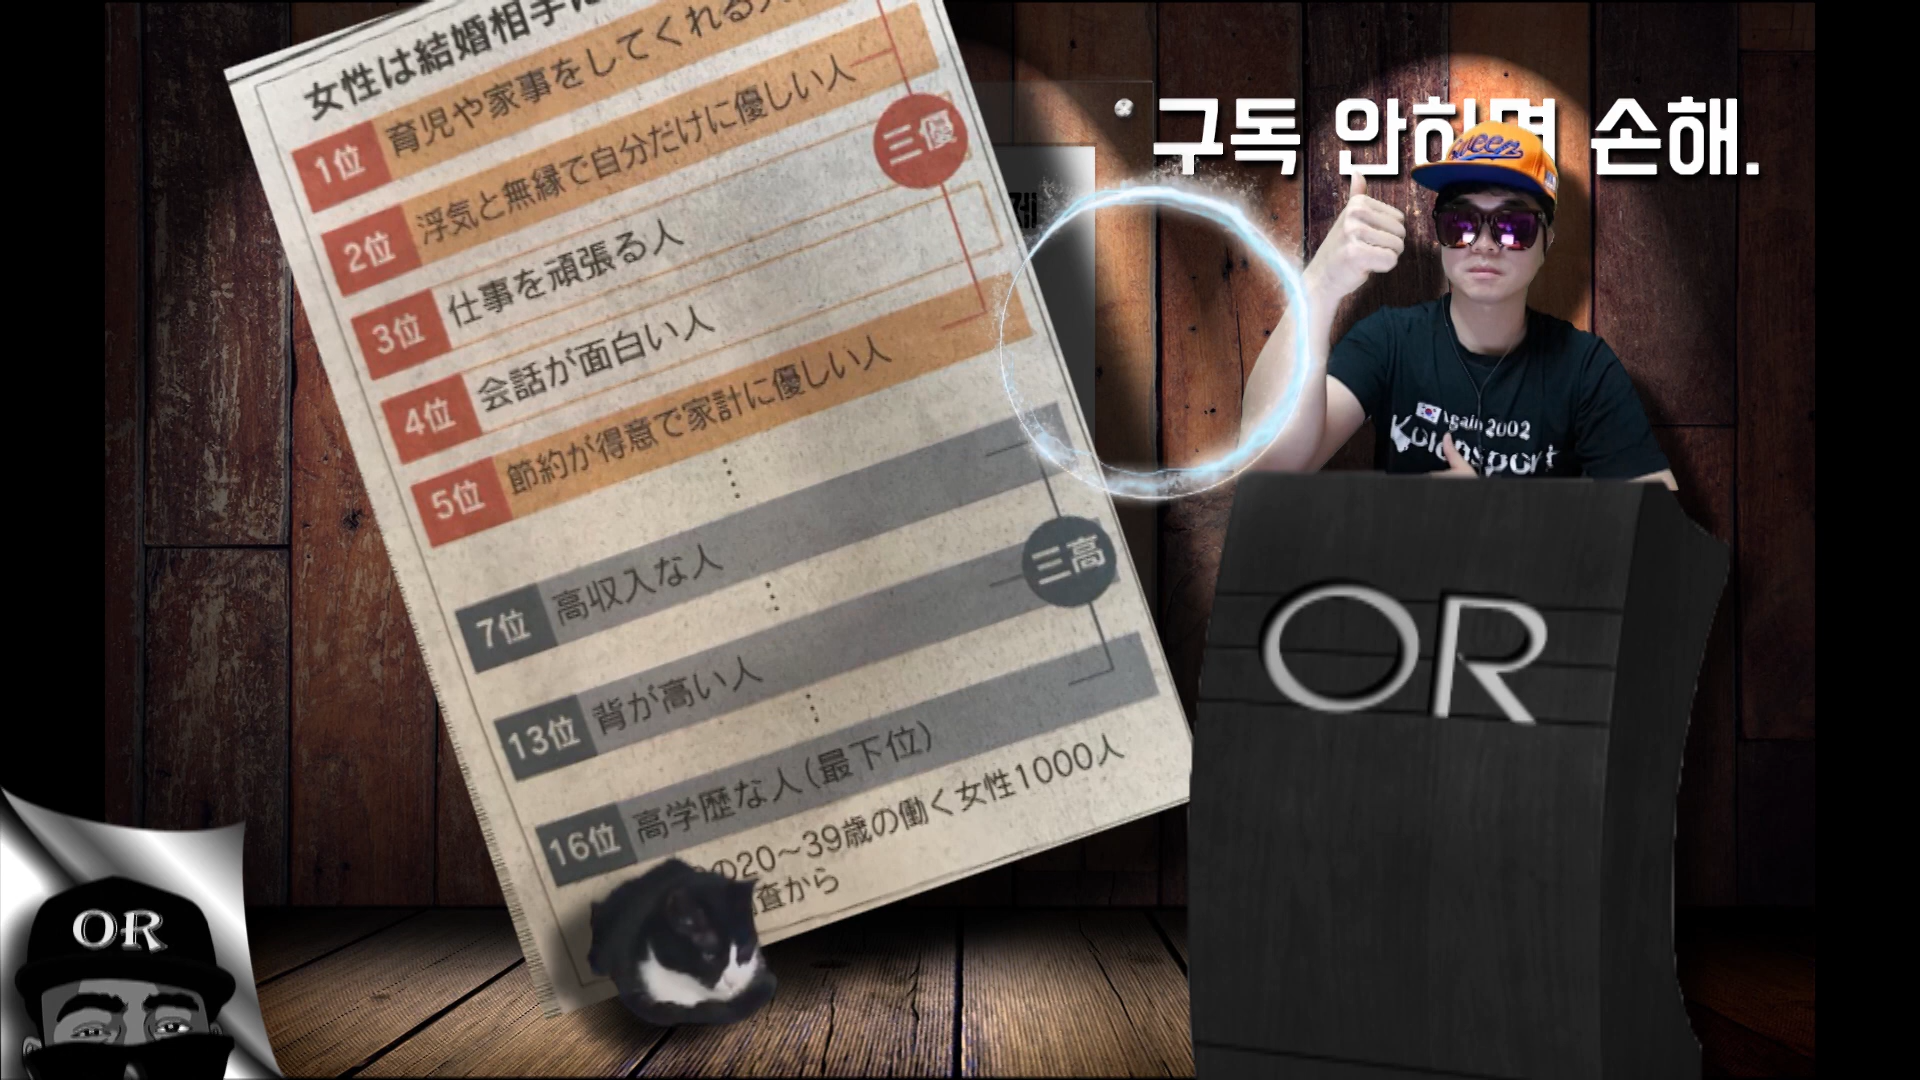 女性は結婚相手に
1位 育児や家事をしてくれる人
2位 浮気と無縁で自分だけに優しい人
三優
3位 仕事を頑張る人
4位 会話が面白い人
5位 節約が得意で家計に優しい人
7位 高収入な人
三高
13位 背が高い人
16位 高学歴な人(最下位)
の20〜39歳の働く女性1000人
査から
구독 안하면 손해.
Queen
Again 2002
Kolonsport
OR
OR